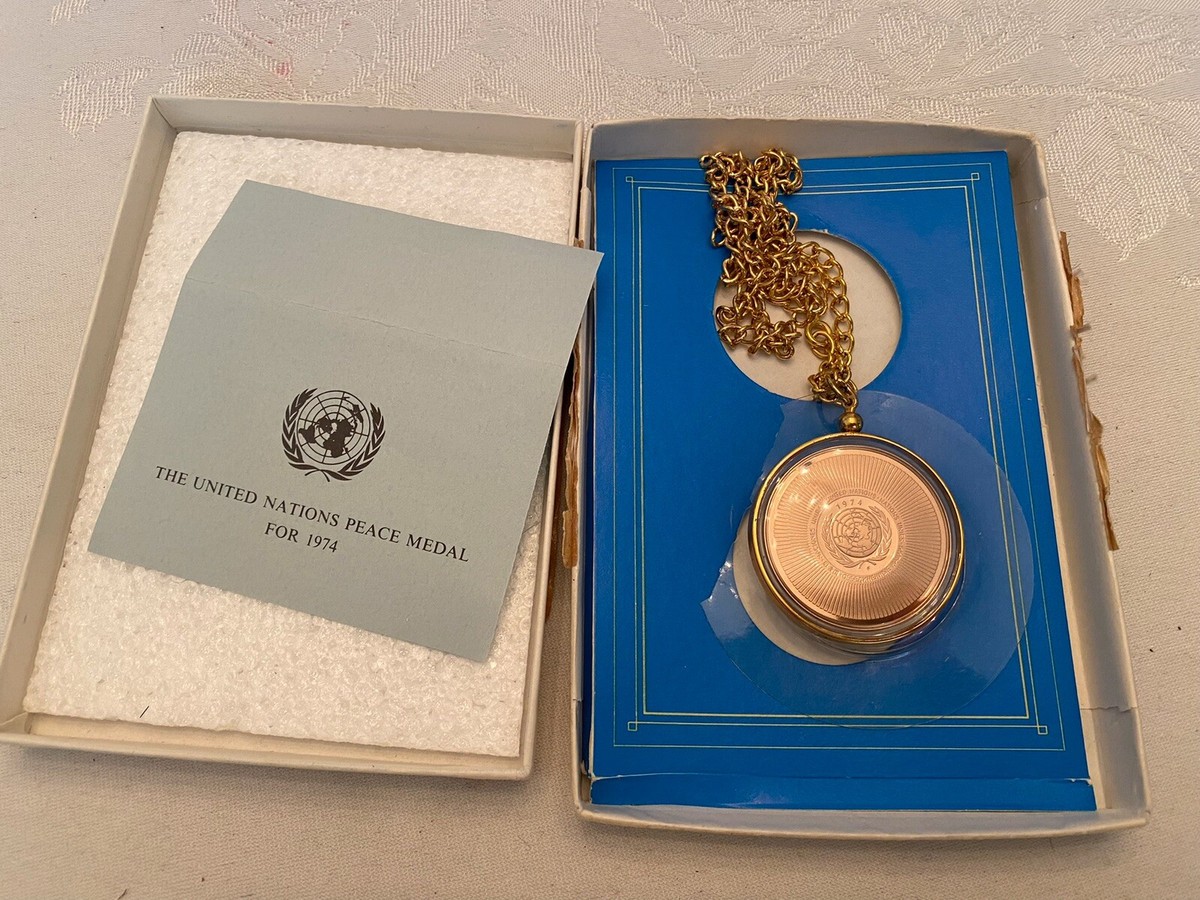 THE UNITED NATIONS PEACE MEDAL
FOR 1974
1974